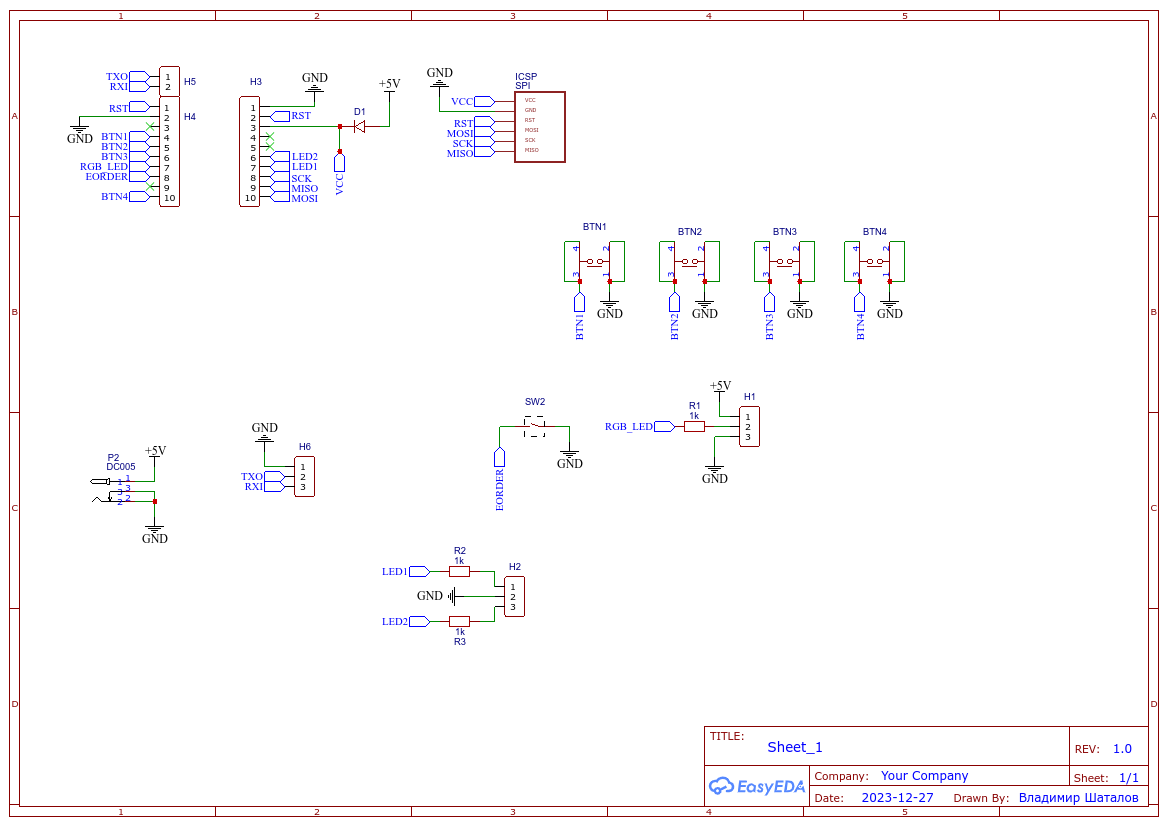 1 2 3 4 5
A A
B B
C C
D D
1 2 3 4 5
TXO 1 H5
RXI 2
RST 1
2 H4
GND
3
BTN1 4
BTN2 5
BTN3 6
RGB_LED 7
EORDER 8
9
BTN4 10
H3
GND
+5V
1
2 RST
3 D1
4
5
6 LED2
7 LED1
8 SCK
9 MISO
10 MOSI
VCC
GND
ICSP
SPI
VCC VCC
GND
RST RST
MOSI MOSI
SCK SCK
MISO MISO
BTN1 BTN2 BTN3 BTN4
4 2 4 2 4 2 4 2
3 1 3 1 3 1 3 1
GND GND GND GND
BTN1 BTN2 BTN3 BTN4
P2
DC005
+5V
1 1
3 3
2 2
GND
GND
H6
1
TXO 2
RXI 3
SW2
GND
EORDER
+5V
H1
R1
1k
RGB_LED
1
2
3
GND
R2
1k
H2
LED1
1
GND 2
3
LED2
1k
R3
TITLE:
Sheet_1
REV: 1.0
EasyEDA
Company: Your Company
Sheet: 1/1
Date: 2023-12-27 Drawn By: Владимир Шаталов